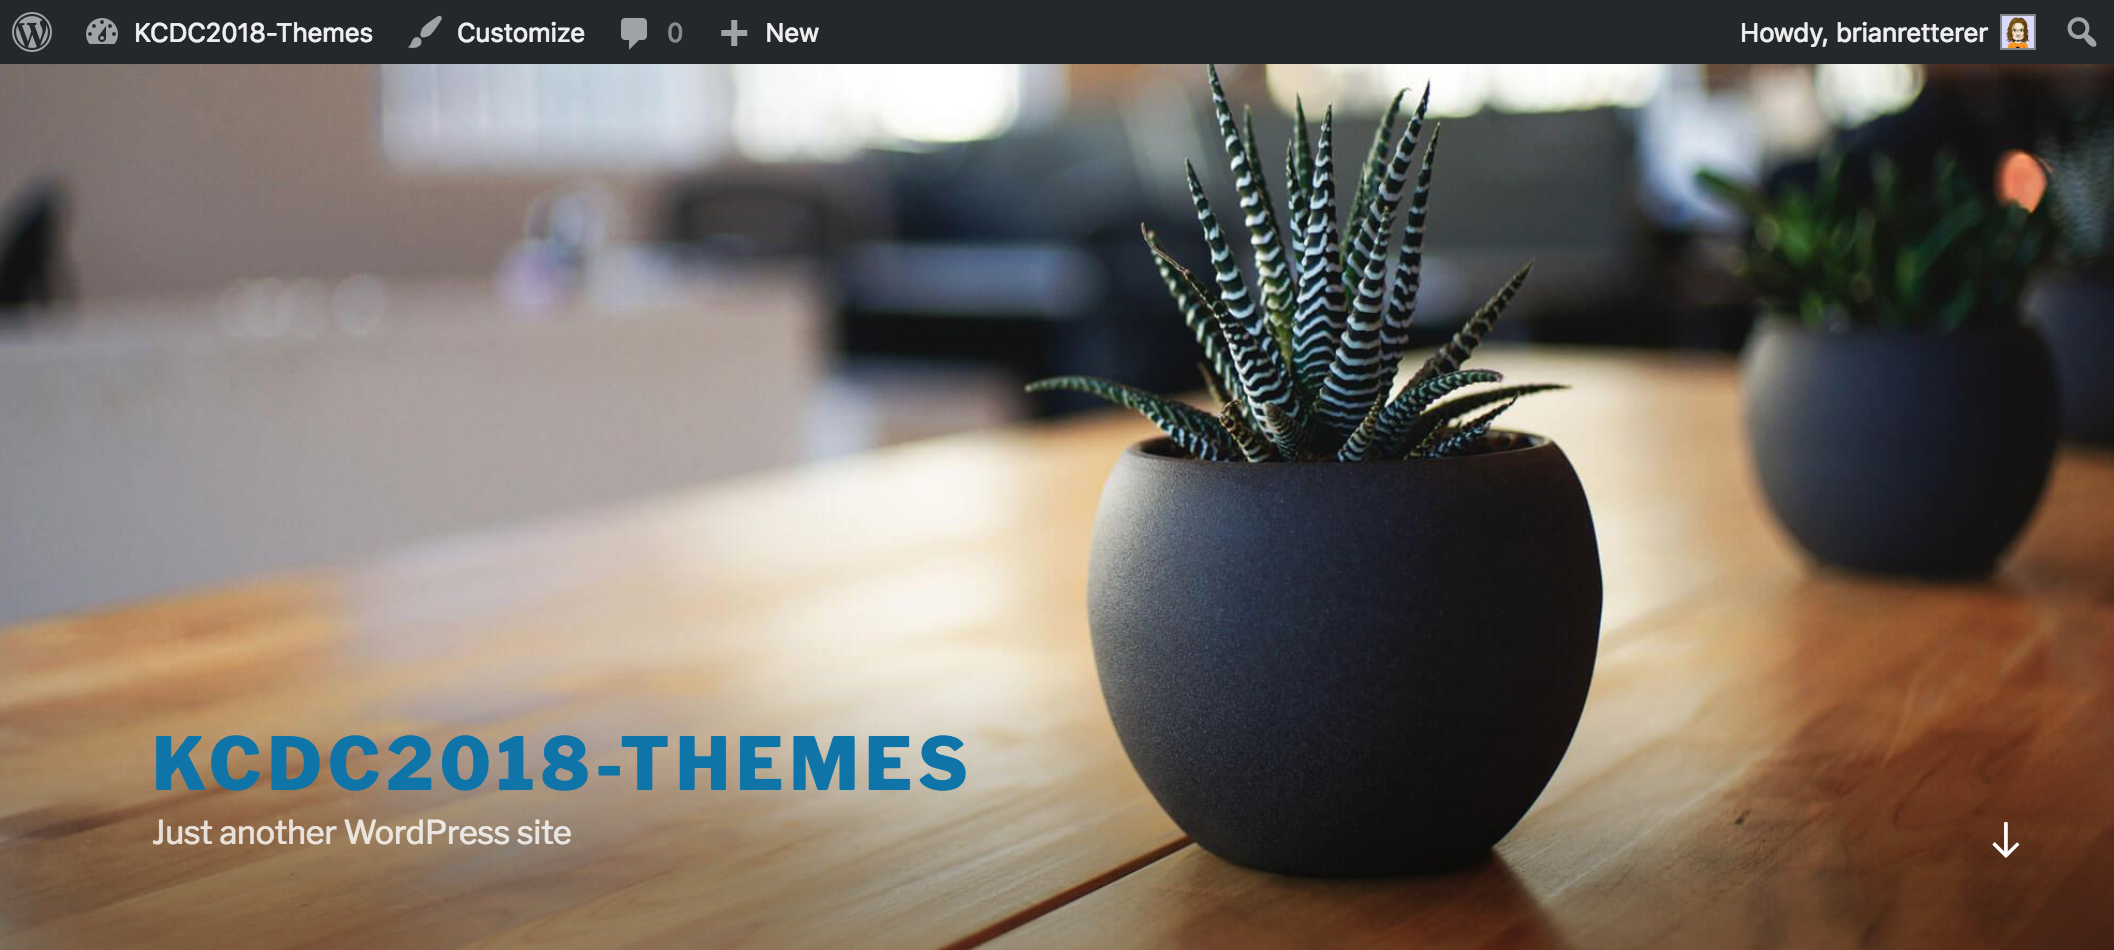 KCDC2018-Themes Customize 0 New Howdy, brianretterer
KCDC2018-THEMES
Just another WordPress site